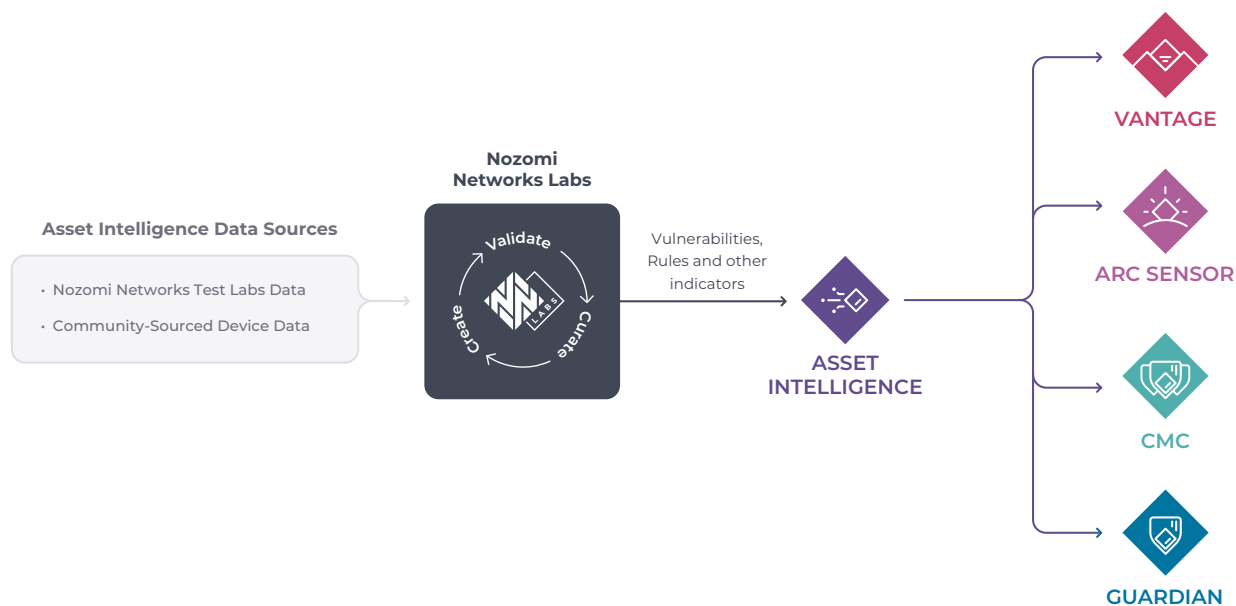 Asset Intelligence Data Sources
• Nozomi Networks Test Labs Data
• Community-Sourced Device Data
Nozomi
Networks Labs
Validate
Curate
Create
LABS
Vulnerabilities,
Rules and other
indicators
ASSET
INTELLIGENCE
VANTAGE
ARC SENSOR
CMC
GUARDIAN